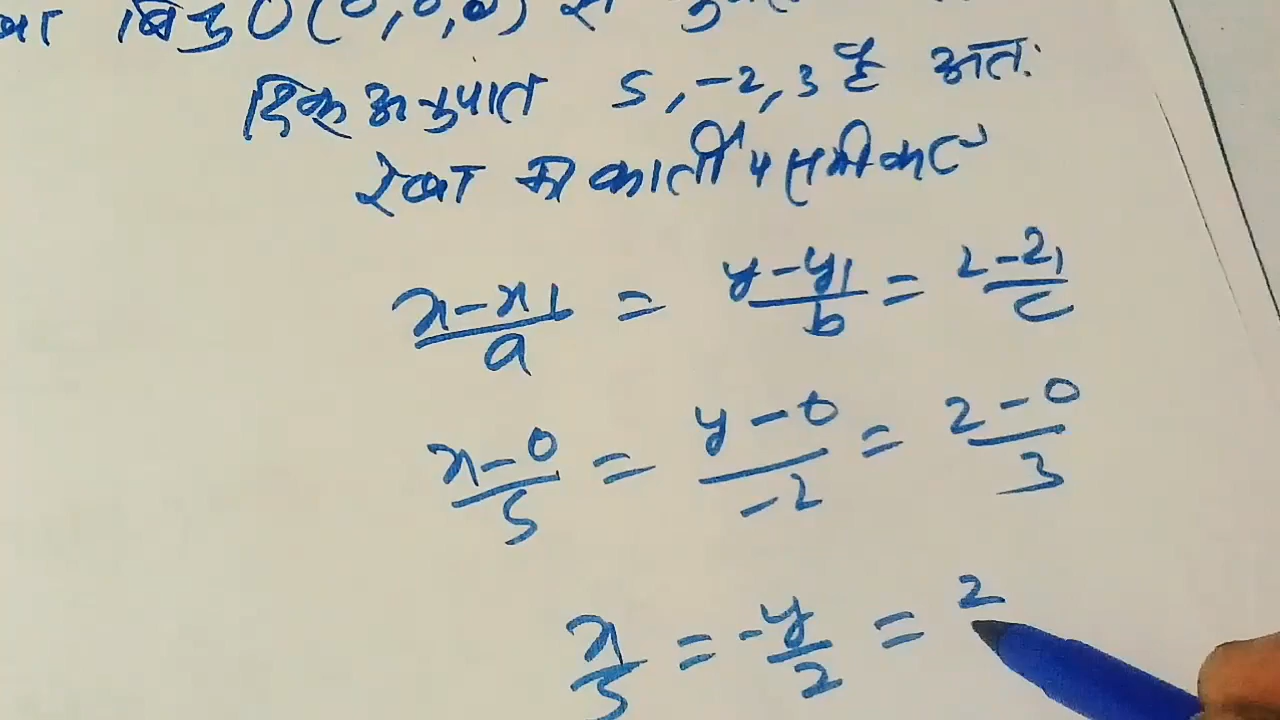 बिन्दु O(0,0,0) से
दिक् अनुपात 5, -2, 3 है अतः
रेखा का कार्तीय समीकरण
x-x₁/a = y-y₁/b = z-z₁/c
x-0/5 = y-0/-2 = z-0/3
x/5 = -y/2 = z